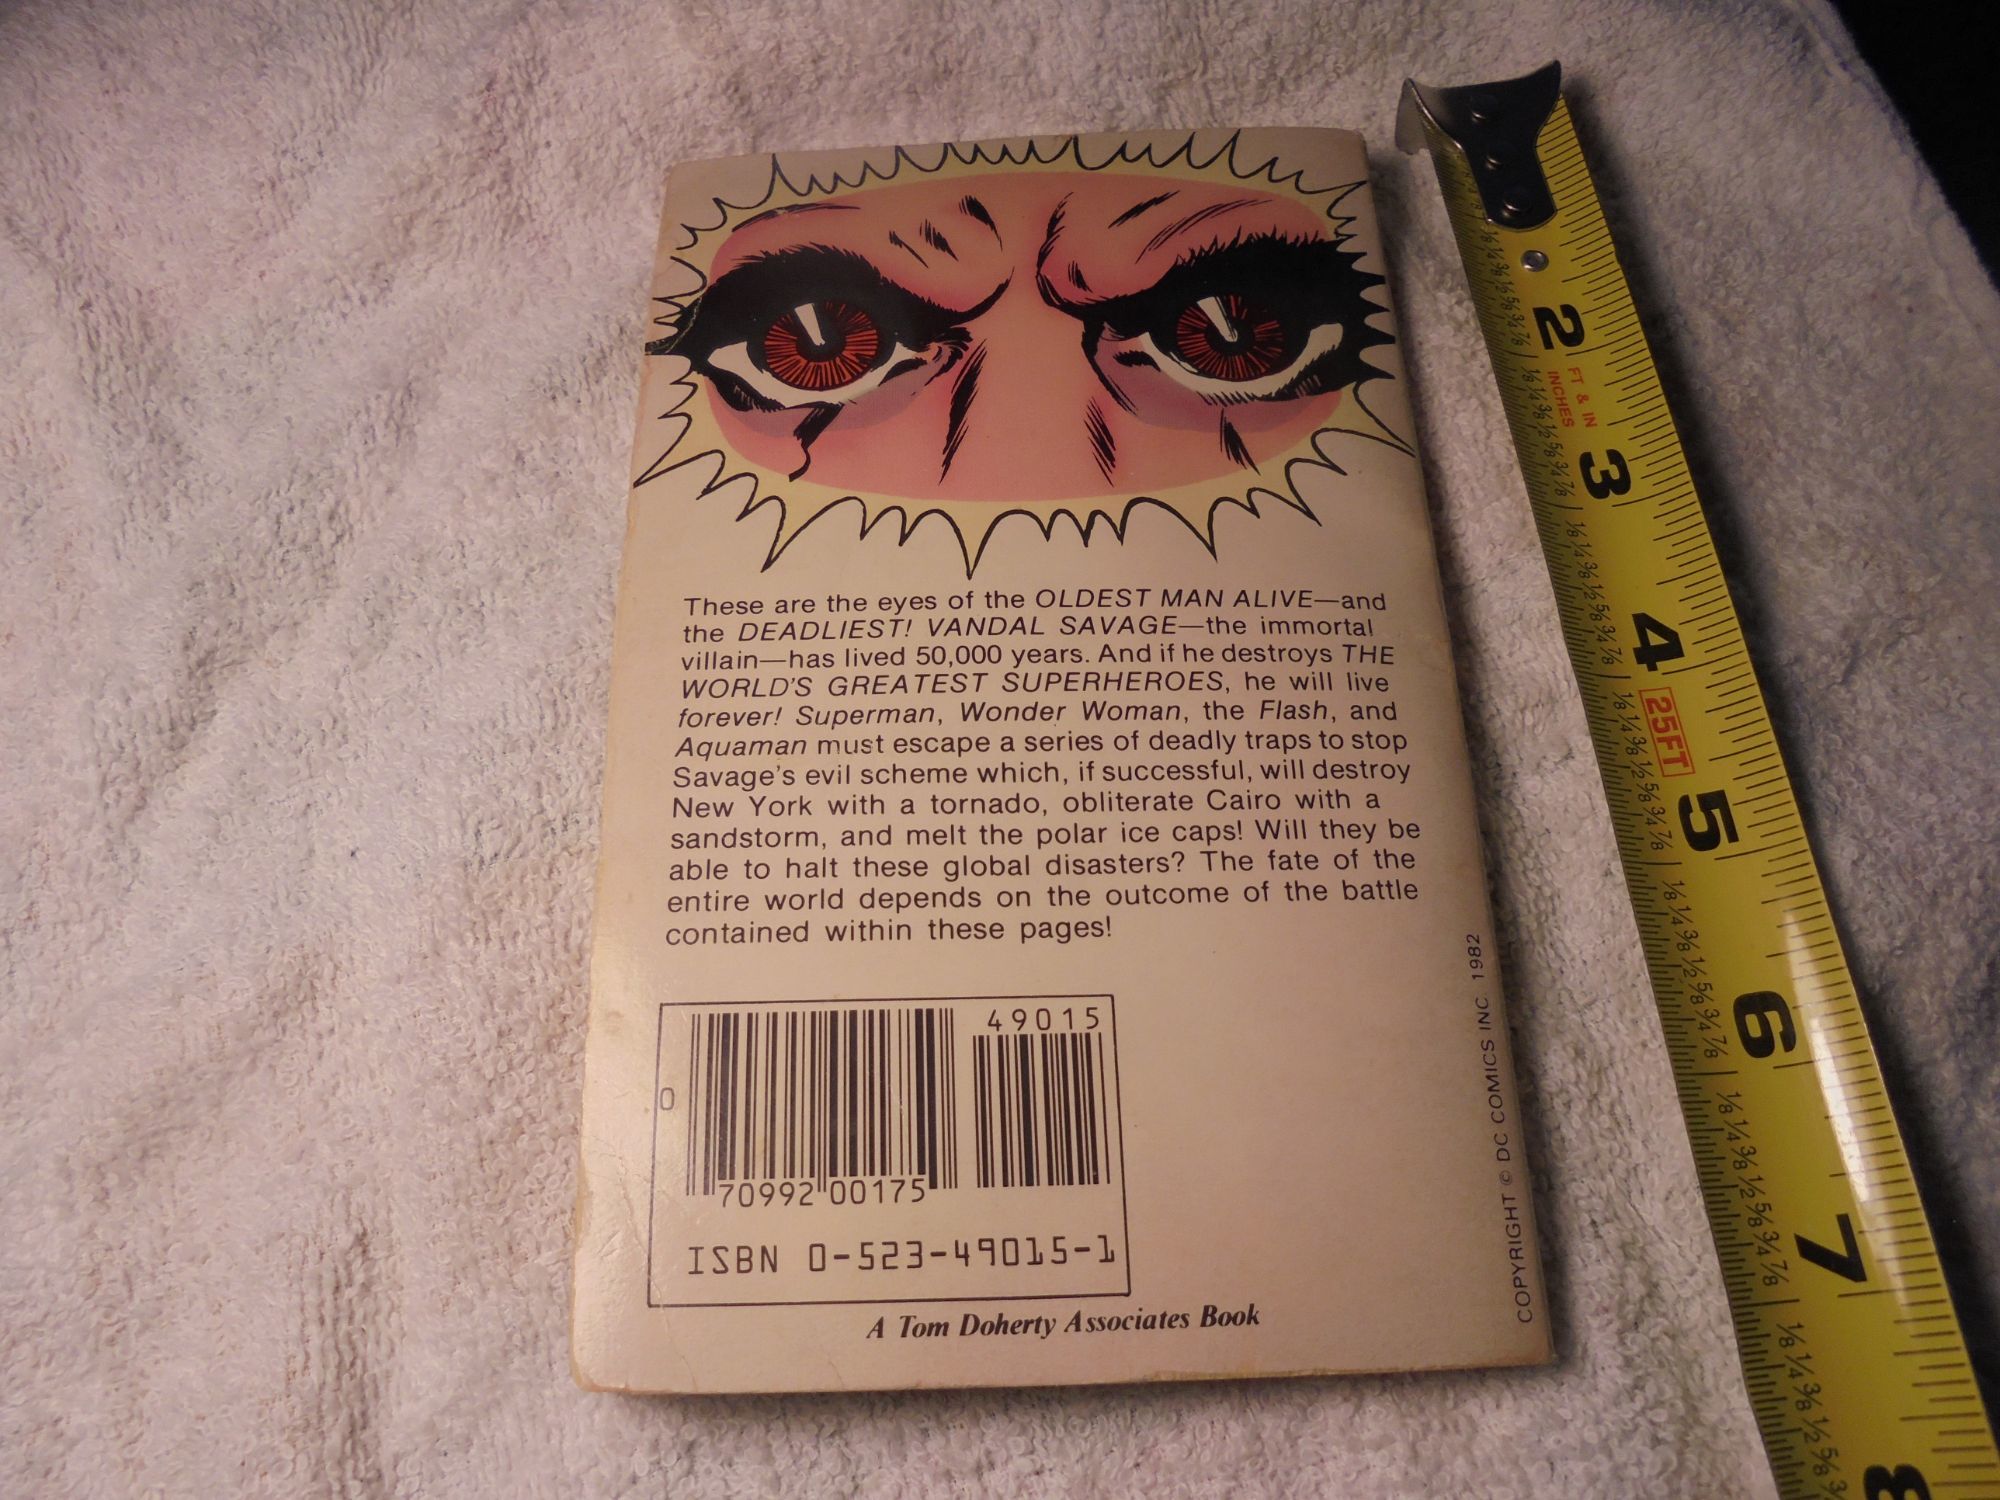 These are the eyes of the OLDEST MAN ALIVE—and
the DEADLIEST! VANDAL SAVAGE—the immortal
villain—has lived 50,000 years. And if he destroys THE
WORLD'S GREATEST SUPERHEROES, he will live
forever! Superman, Wonder Woman, the Flash, and
Aquaman must escape a series of deadly traps to stop
Savage's evil scheme which, if successful, will destroy
New York with a tornado, obliterate Cairo with a
sandstorm, and melt the polar ice caps! Will they be
able to halt these global disasters? The fate of the
entire world depends on the outcome of the battle
contained within these pages!
49015
0
70992 00175
ISBN 0-523-49015-1
A Tom Doherty Associates Book
COPYRIGHT © DC COMICS INC 1982
2
FT & IN
INCHES
3
4
25FT
5
6
7
8